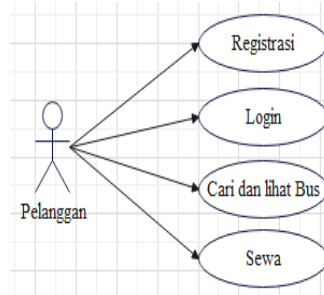 Registrasi
Login
Cari dan lihat Bus
Pelanggan
Sewa